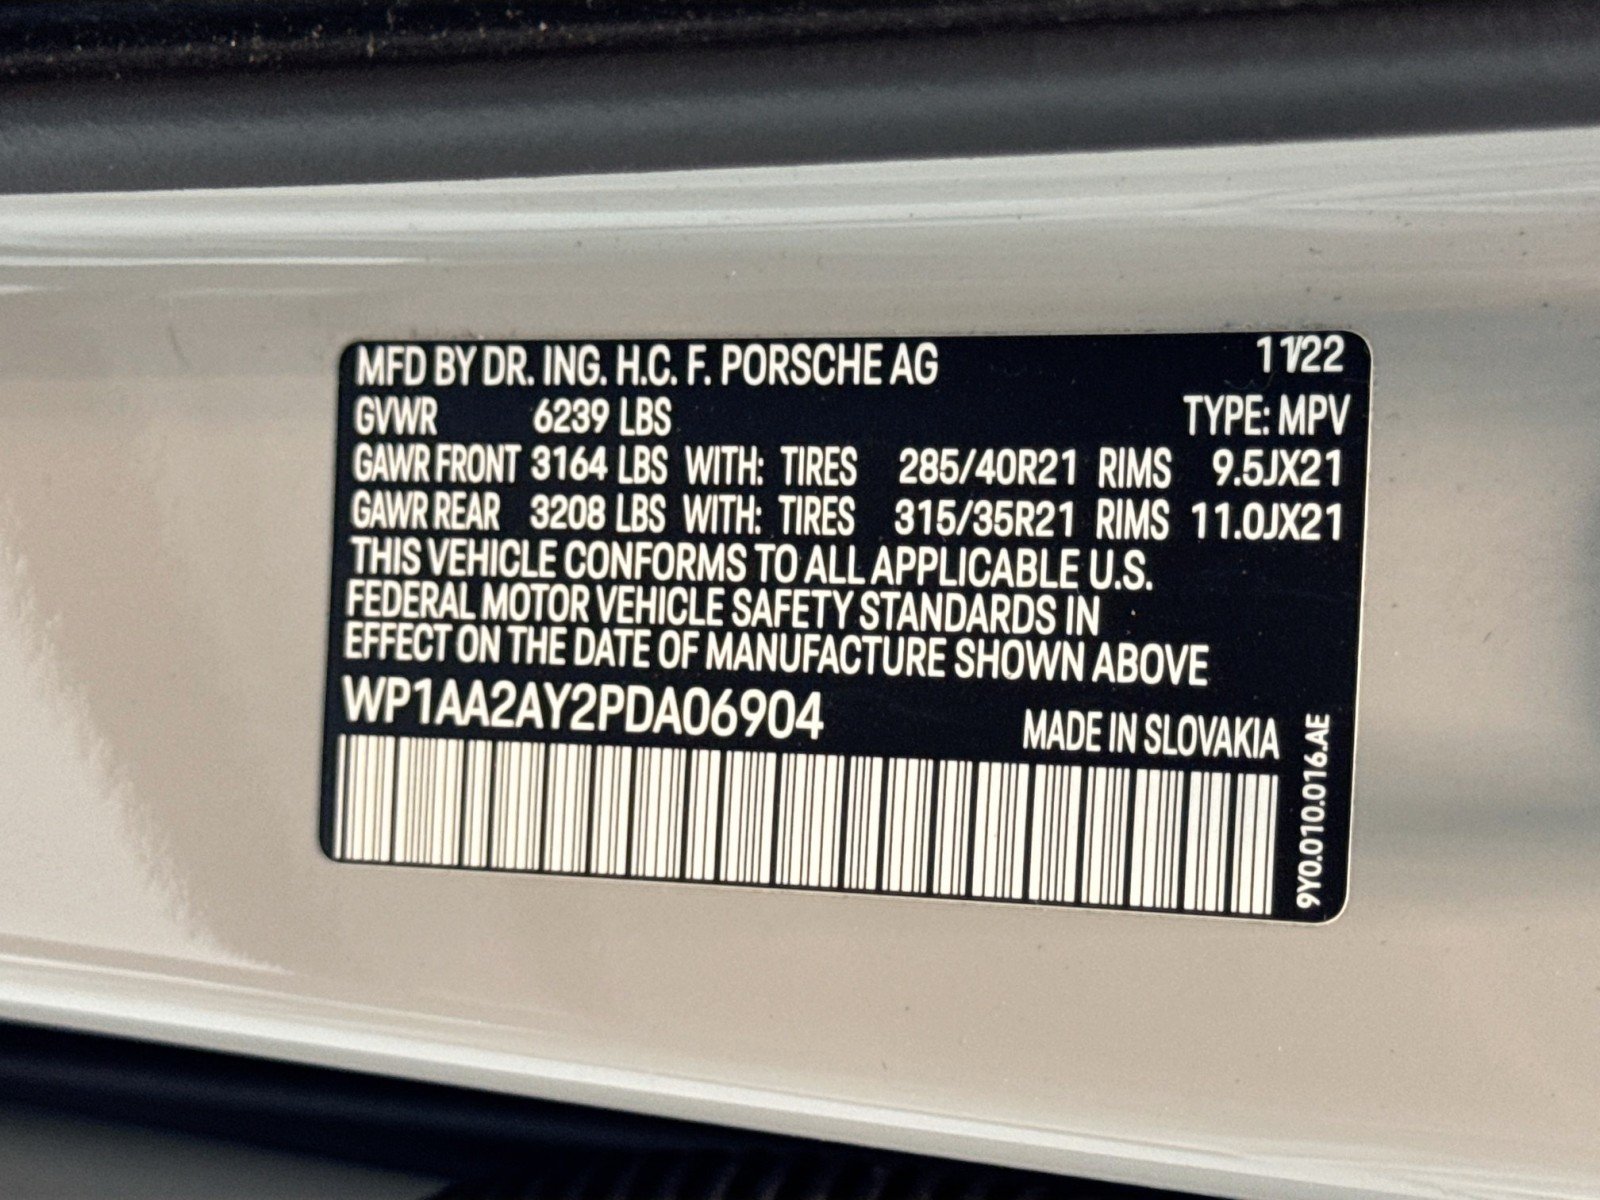 MFD BY DR. ING. H.C. F. PORSCHE AG 11/22
GVWR 6239 LBS TYPE: MPV
GAWR FRONT 3164 LBS WITH: TIRES 285/40R21 RIMS 9.5JX21
GAWR REAR 3208 LBS WITH: TIRES 315/35R21 RIMS 11.0JX21
THIS VEHICLE CONFORMS TO ALL APPLICABLE U.S.
FEDERAL MOTOR VEHICLE SAFETY STANDARDS IN
EFFECT ON THE DATE OF MANUFACTURE SHOWN ABOVE
WP1AA2AY2PDA06904
MADE IN SLOVAKIA
9Y0.010.016.AE